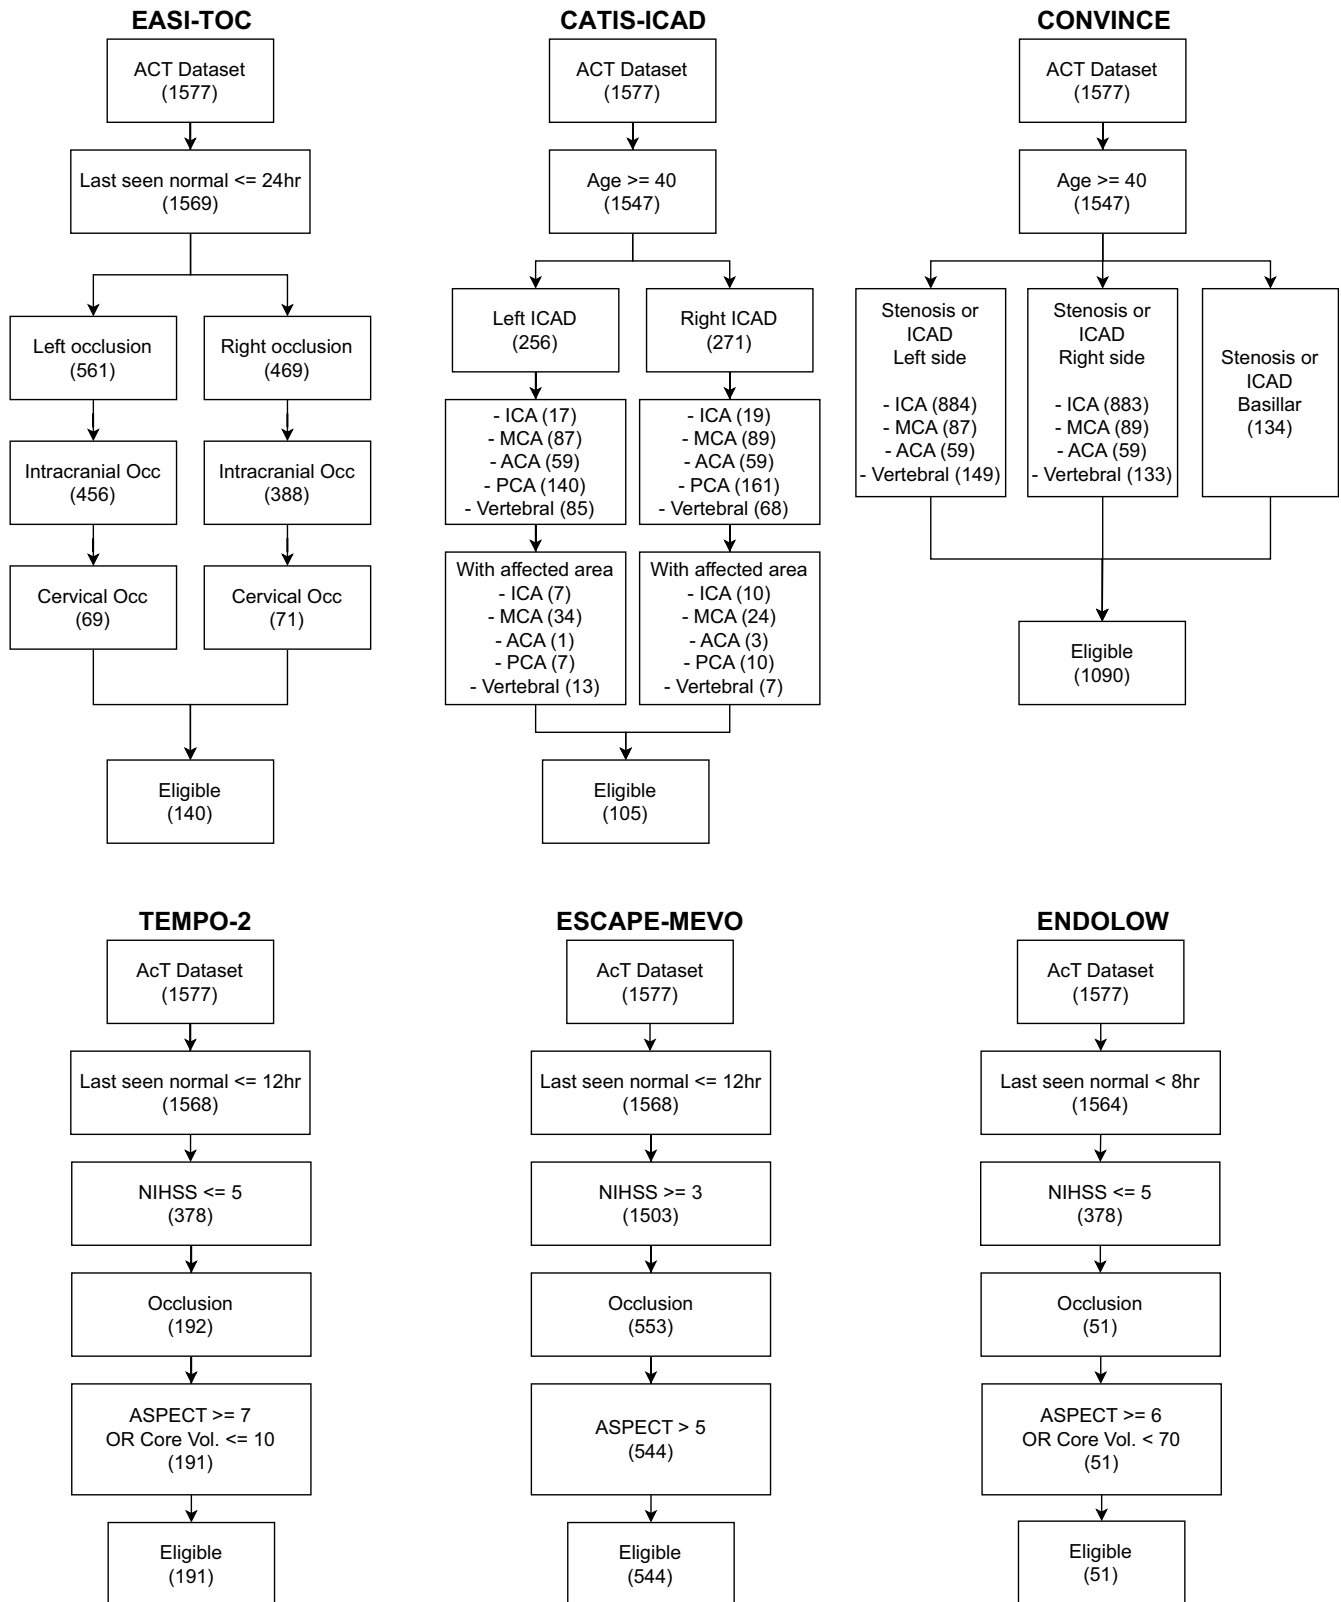 EASI-TOC
ACT Dataset
(1577)
Last seen normal <= 24hr
(1569)
Left occlusion
(561)
Right occlusion
(469)
Intracranial Occ
(456)
Intracranial Occ
(388)
Cervical Occ
(69)
Cervical Occ
(71)
Eligible
(140)
CATIS-ICAD
ACT Dataset
(1577)
Age >= 40
(1547)
Left ICAD
(256)
Right ICAD
(271)
- ICA (17)
- MCA (87)
- ACA (59)
- PCA (140)
- Vertebral (85)
- ICA (19)
- MCA (89)
- ACA (59)
- PCA (161)
- Vertebral (68)
With affected area
- ICA (7)
- MCA (34)
- ACA (1)
- PCA (7)
- Vertebral (13)
With affected area
- ICA (10)
- MCA (24)
- ACA (3)
- PCA (10)
- Vertebral (7)
Eligible
(105)
CONVINCE
ACT Dataset
(1577)
Age >= 40
(1547)
Stenosis or
ICAD
Left side
- ICA (884)
- MCA (87)
- ACA (59)
- Vertebral (149)
Stenosis or
ICAD
Right side
- ICA (883)
- MCA (89)
- ACA (59)
- Vertebral (133)
Stenosis or
ICAD
Basillar
(134)
Eligible
(1090)
TEMPO-2
AcT Dataset
(1577)
Last seen normal <= 12hr
(1568)
NIHSS <= 5
(378)
Occlusion
(192)
ASPECT >= 7
OR Core Vol. <= 10
(191)
Eligible
(191)
ESCAPE-MEVO
AcT Dataset
(1577)
Last seen normal <= 12hr
(1568)
NIHSS >= 3
(1503)
Occlusion
(553)
ASPECT > 5
(544)
Eligible
(544)
ENDOLOW
AcT Dataset
(1577)
Last seen normal < 8hr
(1564)
NIHSS <= 5
(378)
Occlusion
(51)
ASPECT >= 6
OR Core Vol. < 70
(51)
Eligible
(51)